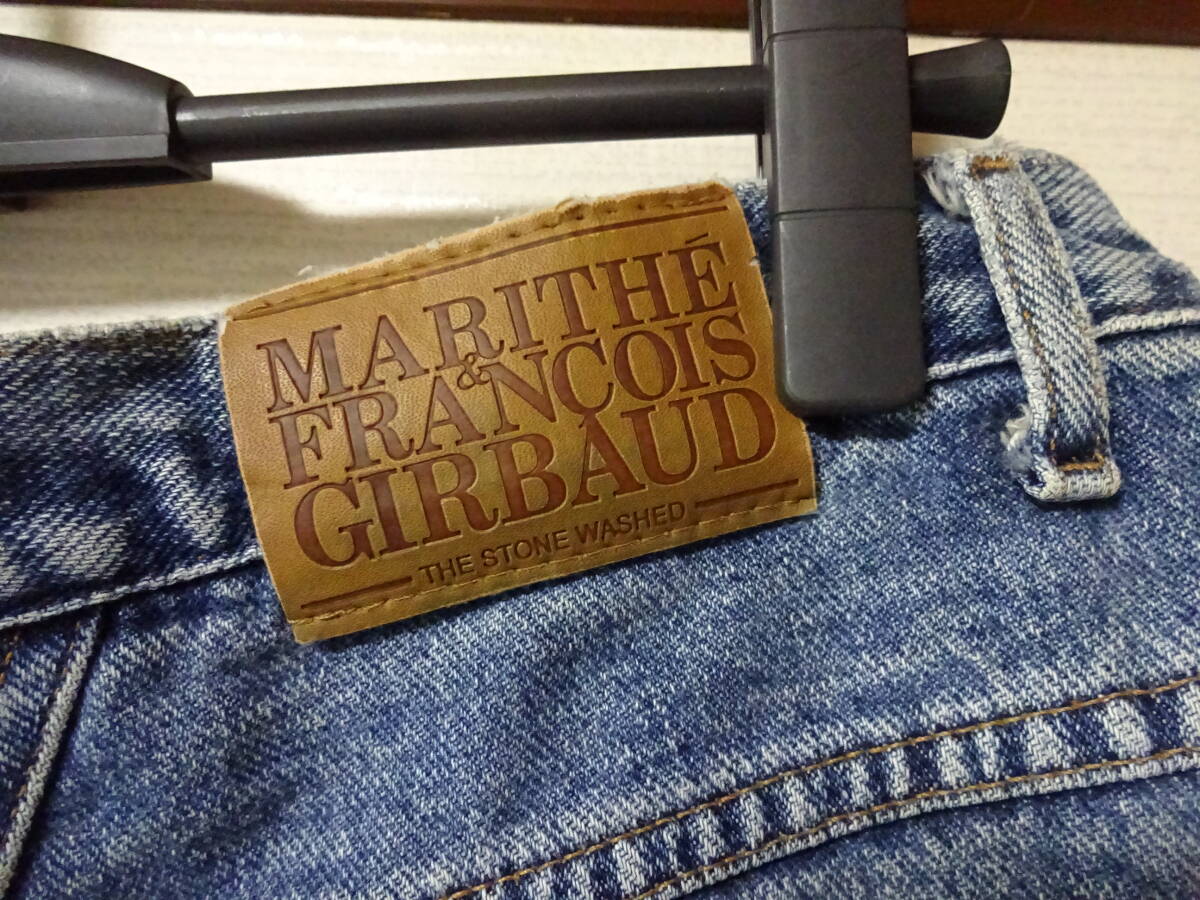 MARITHÉ
&
FRANCOIS
GIRBAUD
THE STONE WASHED